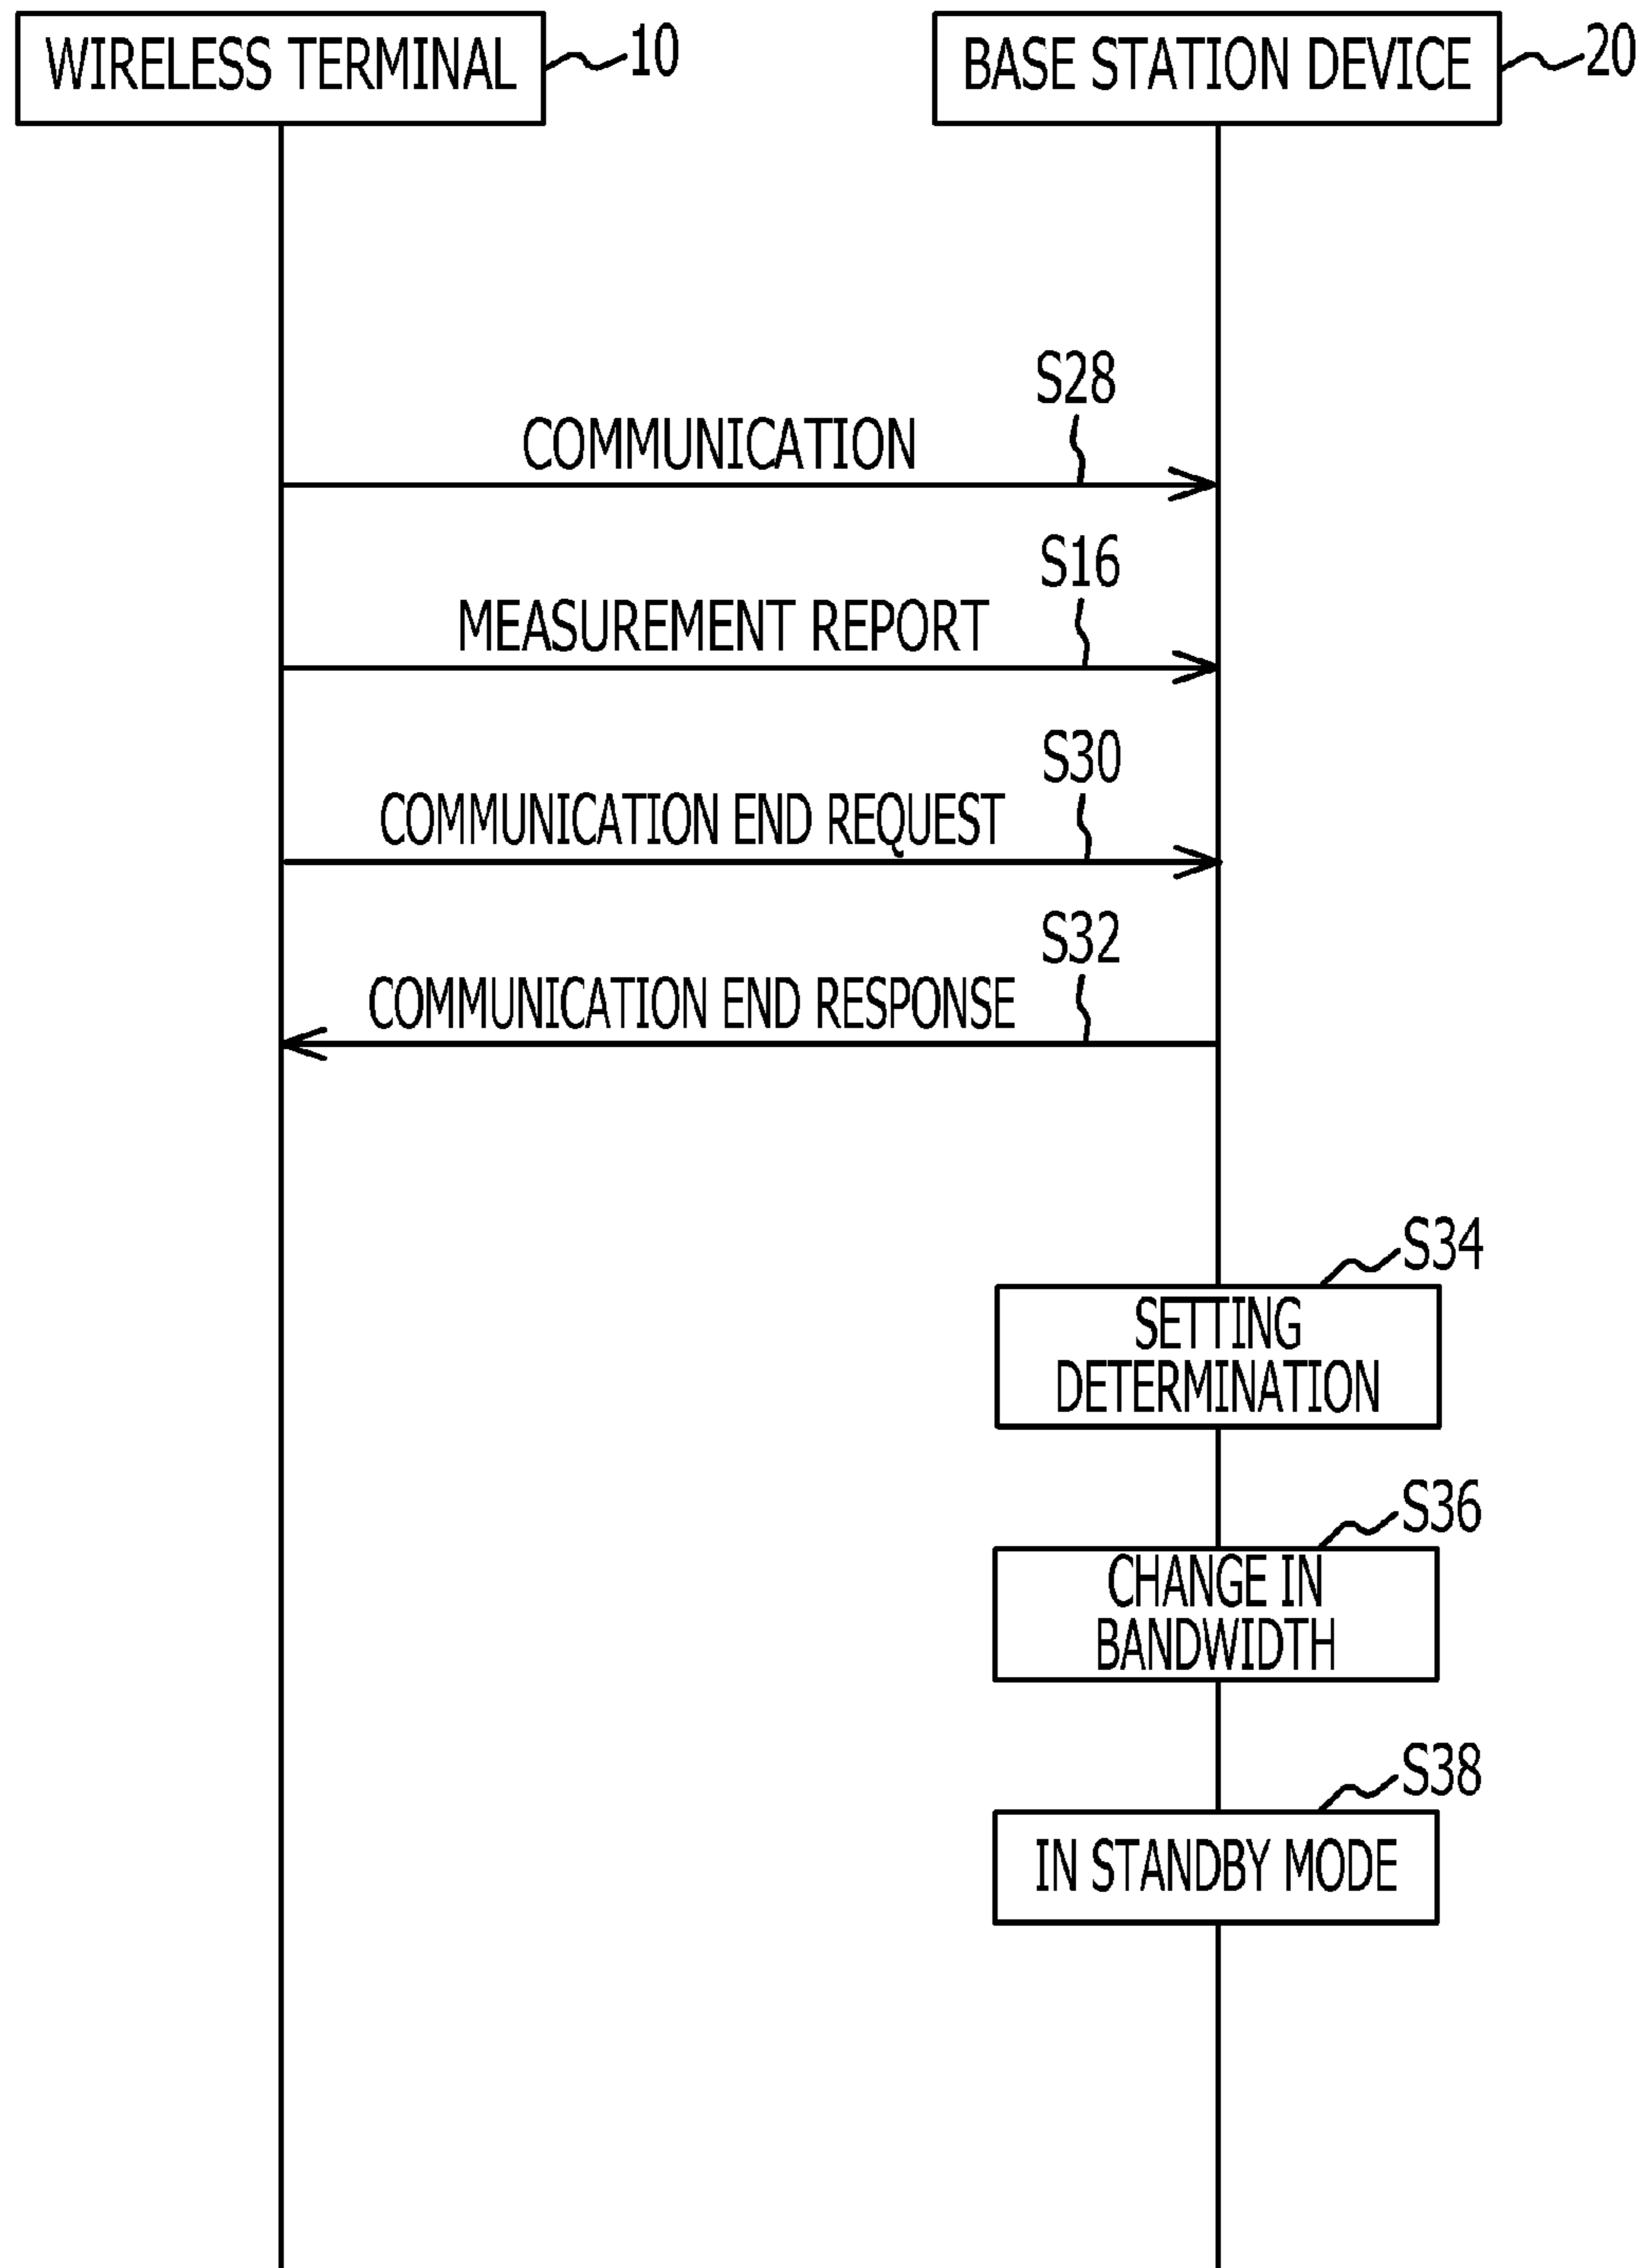 WIRELESS TERMINAL
10
BASE STATION DEVICE
20
S28
COMMUNICATION
S16
MEASUREMENT REPORT
S30
COMMUNICATION END REQUEST
S32
COMMUNICATION END RESPONSE
S34
SETTING
DETERMINATION
S36
CHANGE IN
BANDWIDTH
S38
IN STANDBY MODE